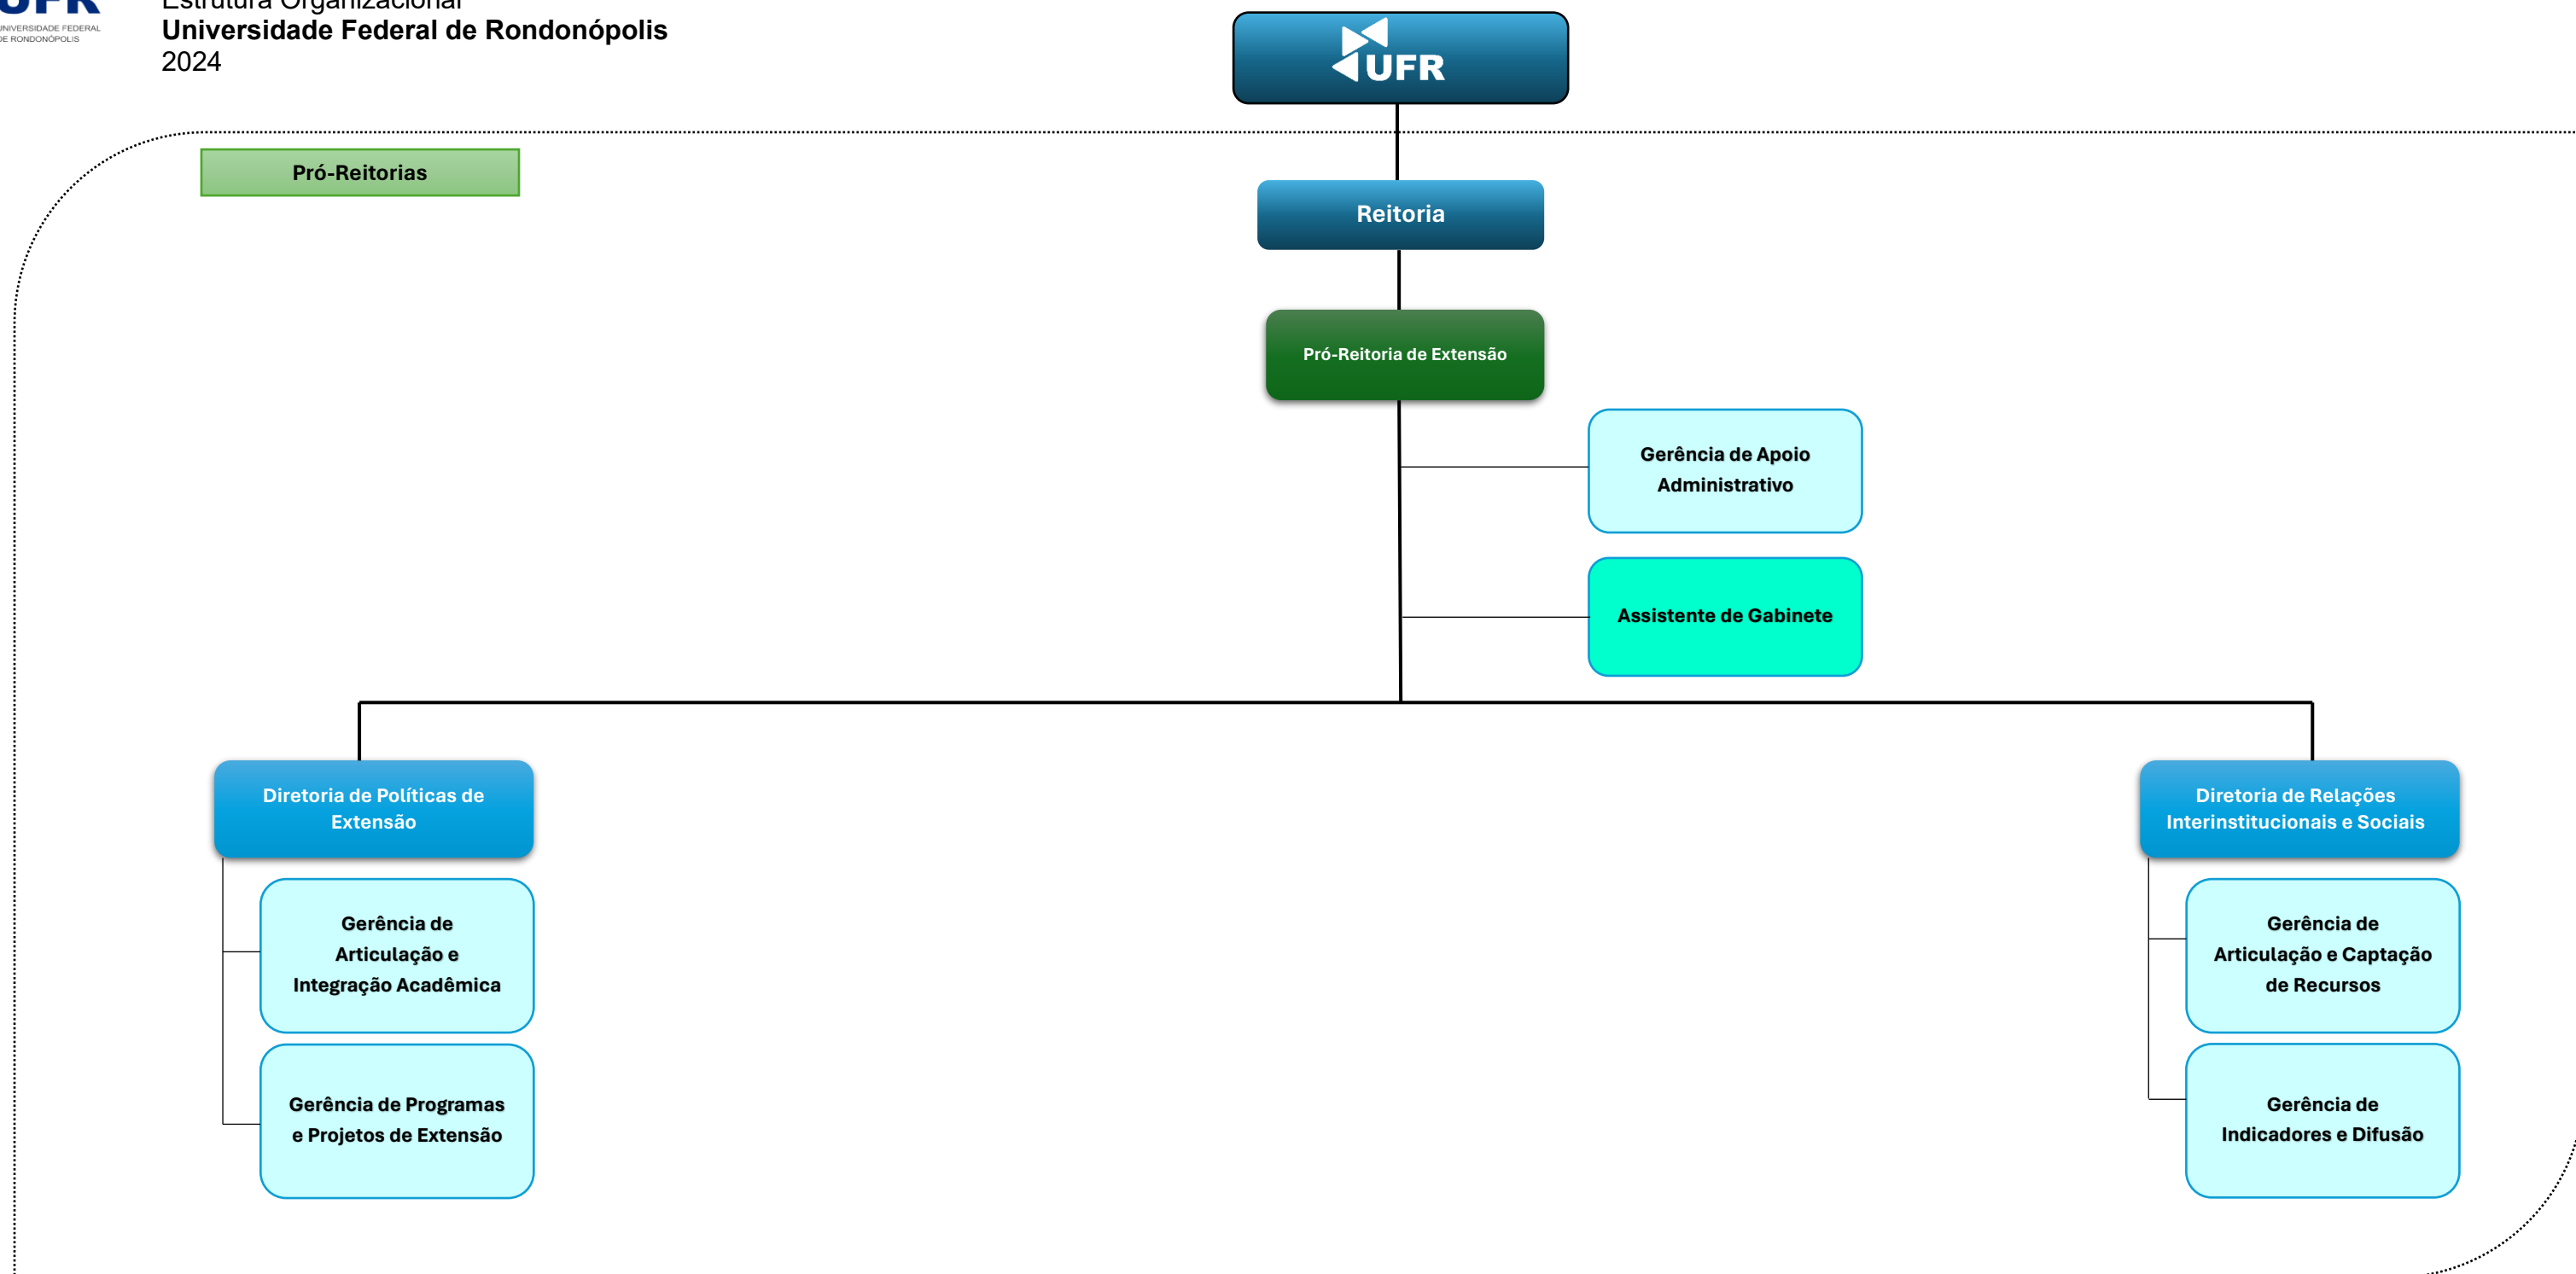 UFR
UNIVERSIDADE FEDERAL
DE RONDONÓPOLIS
Estrutura Organizacional
Universidade Federal de Rondonópolis
2024
UFR
Pró-Reitorias
Reitoria
Pró-Reitoria de Extensão
Gerência de Apoio
Administrativo
Assistente de Gabinete
Diretoria de Políticas de
Extensão
Gerência de
Articulação e
Integração Acadêmica
Gerência de Programas
e Projetos de Extensão
Diretoria de Relações
Interinstitucionais e Sociais
Gerência de
Articulação e Captação
de Recursos
Gerência de
Indicadores e Difusão